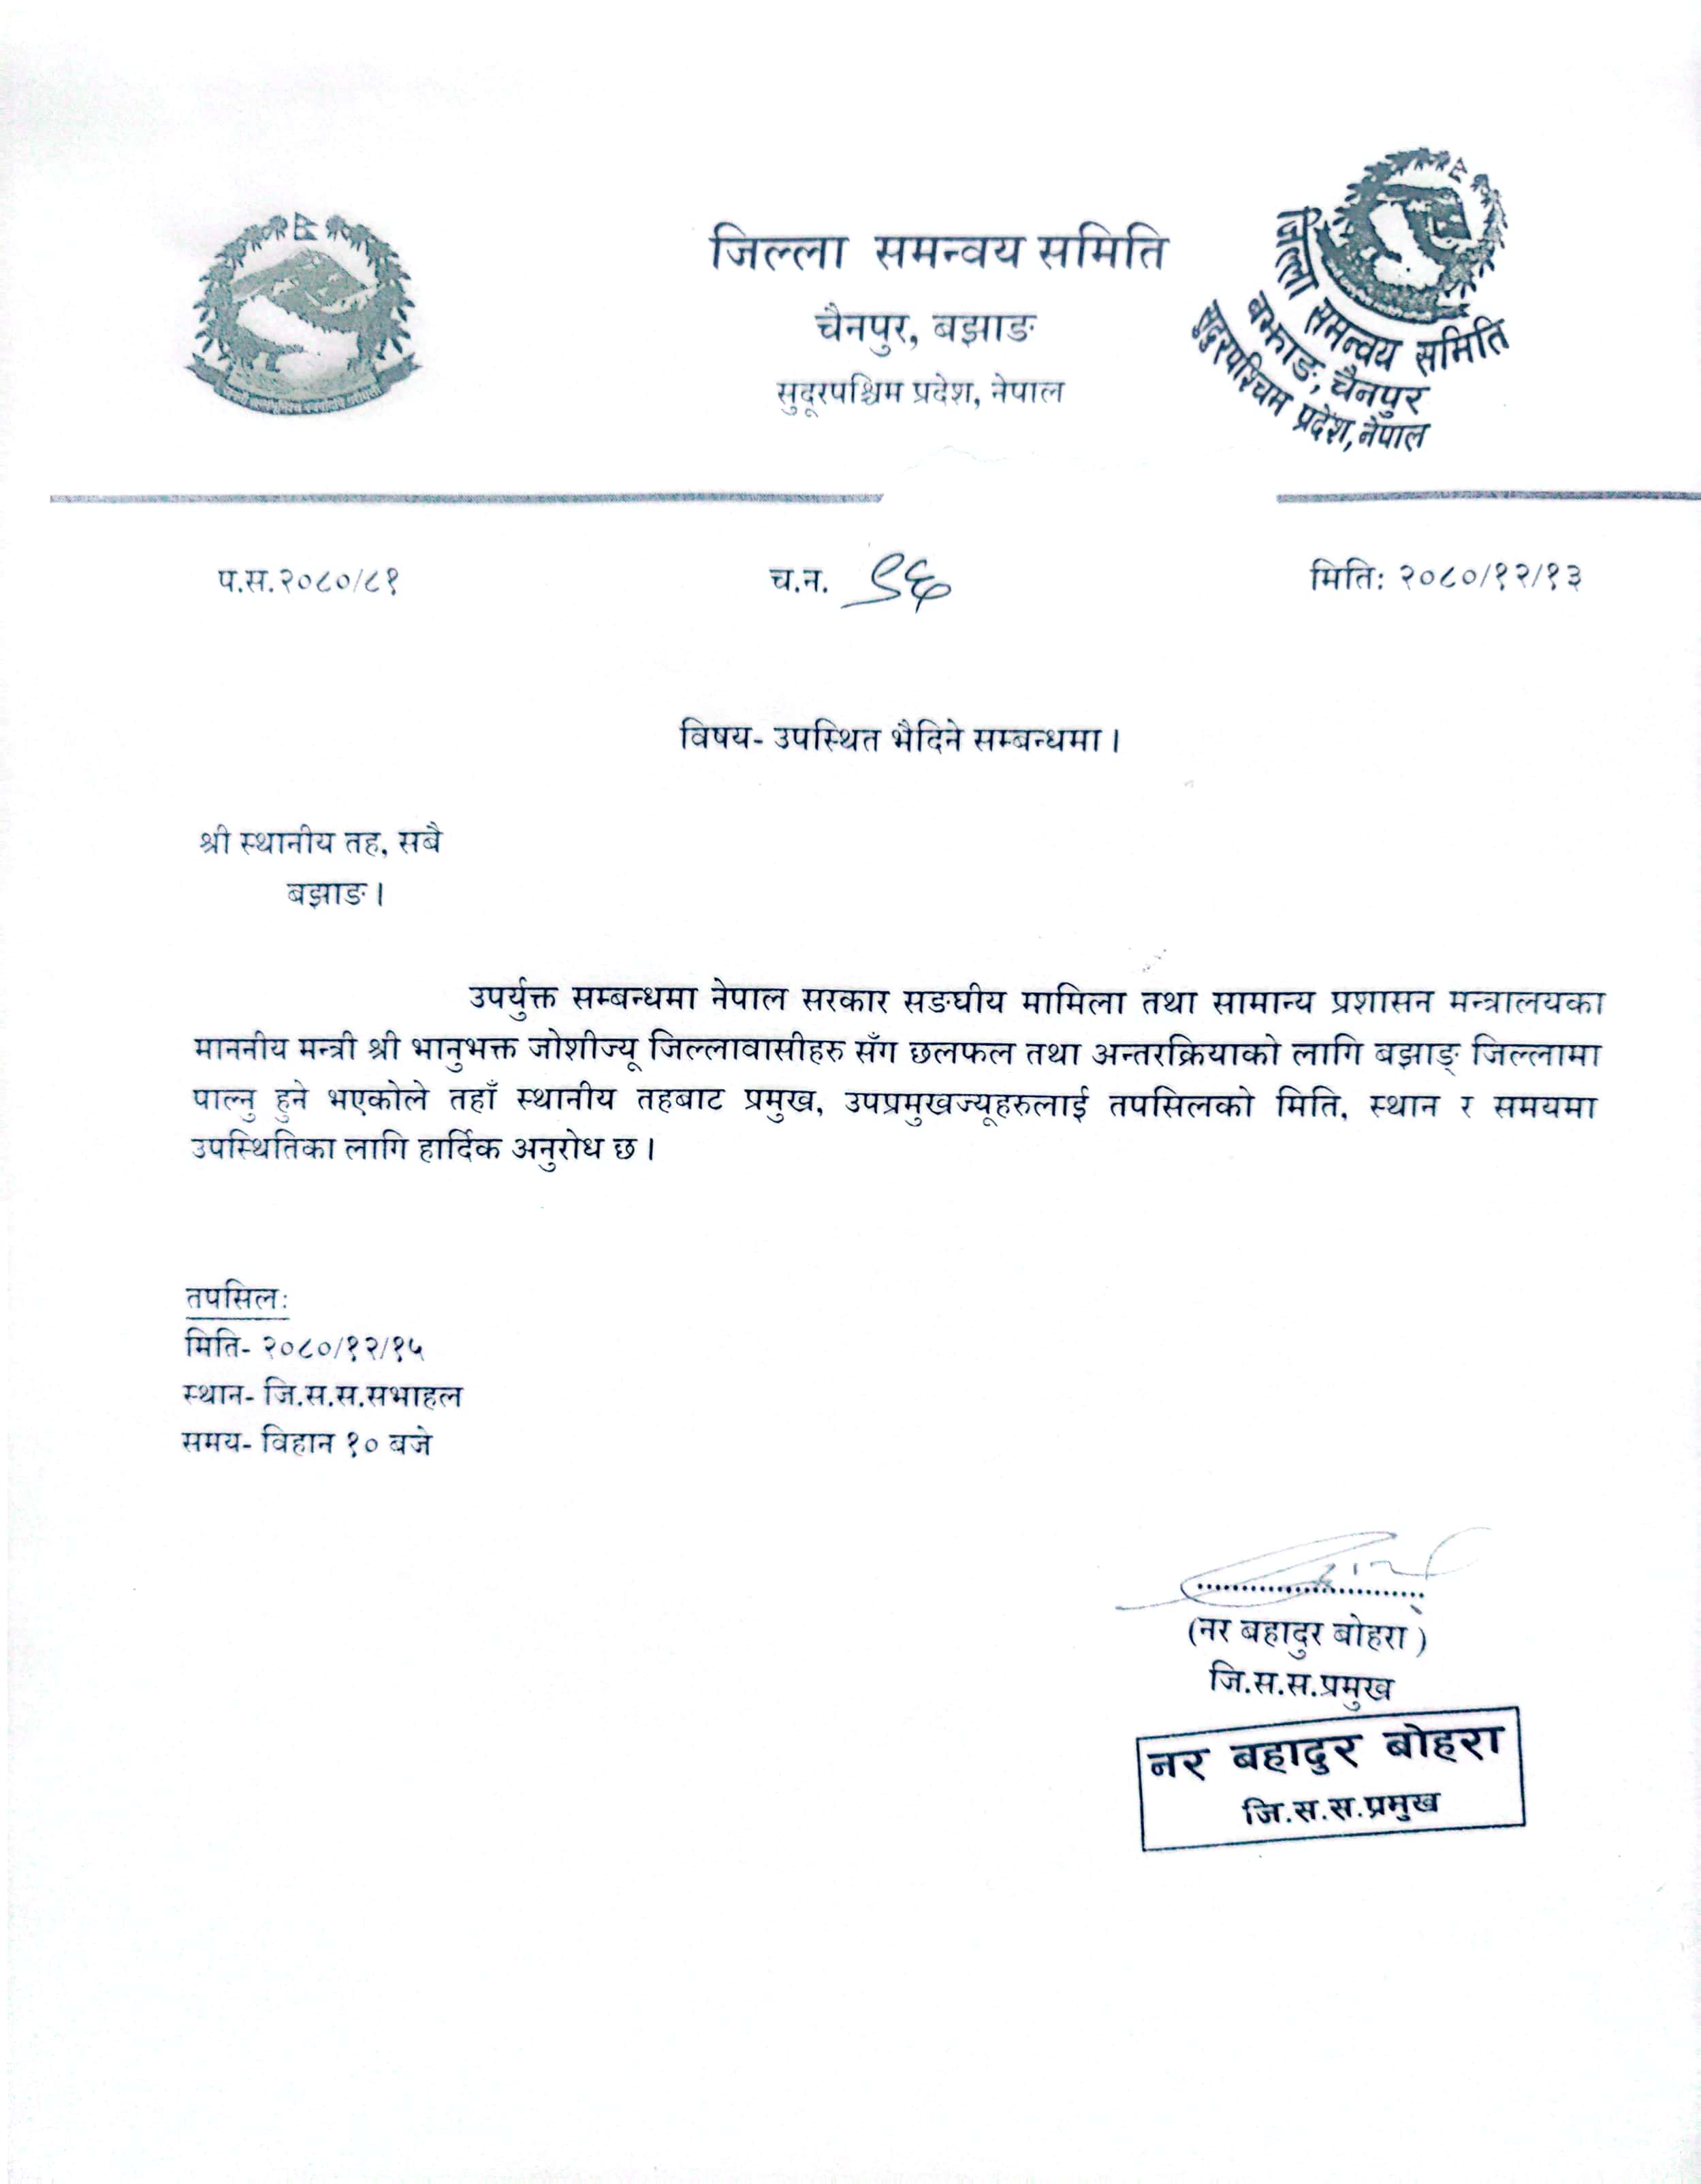 जिल्ला समन्वय समिति
चैनपुर, बझाङ
सुदूरपश्चिम प्रदेश, नेपाल
जिल्ला समन्वय समिति
बझाङ, चैनपुर
सुदुरपश्चिम प्रदेश, नेपाल
प.स.२०८०/८१
च.न. ९६
मिति: २०८०/१२/१३
विषय- उपस्थित भैदिने सम्बन्धमा ।
श्री स्थानीय तह, सबै
बझाङ ।
उपर्युक्त सम्बन्धमा नेपाल सरकार सङघीय मामिला तथा सामान्य प्रशासन मन्त्रालयका
माननीय मन्त्री श्री भानुभक्त जोशीज्यू जिल्लावासीहरु सँग छलफल तथा अन्तरक्रियाको लागि बझाङ् जिल्लामा
पाल्नु हुने भएकोले तहाँ स्थानीय तहबाट प्रमुख, उपप्रमुखज्यूहरुलाई तपसिलको मिति, स्थान र समयमा
उपस्थितिका लागि हार्दिक अनुरोध छ ।
तपसिल:
मिति- २०८०/१२/१५
स्थान- जि.स.स.सभाहल
समय- विहान १० बजे
(नर बहादुर बोहरा )
जि.स.स.प्रमुख
नर बहादुर बोहरा
जि.स.स.प्रमुख